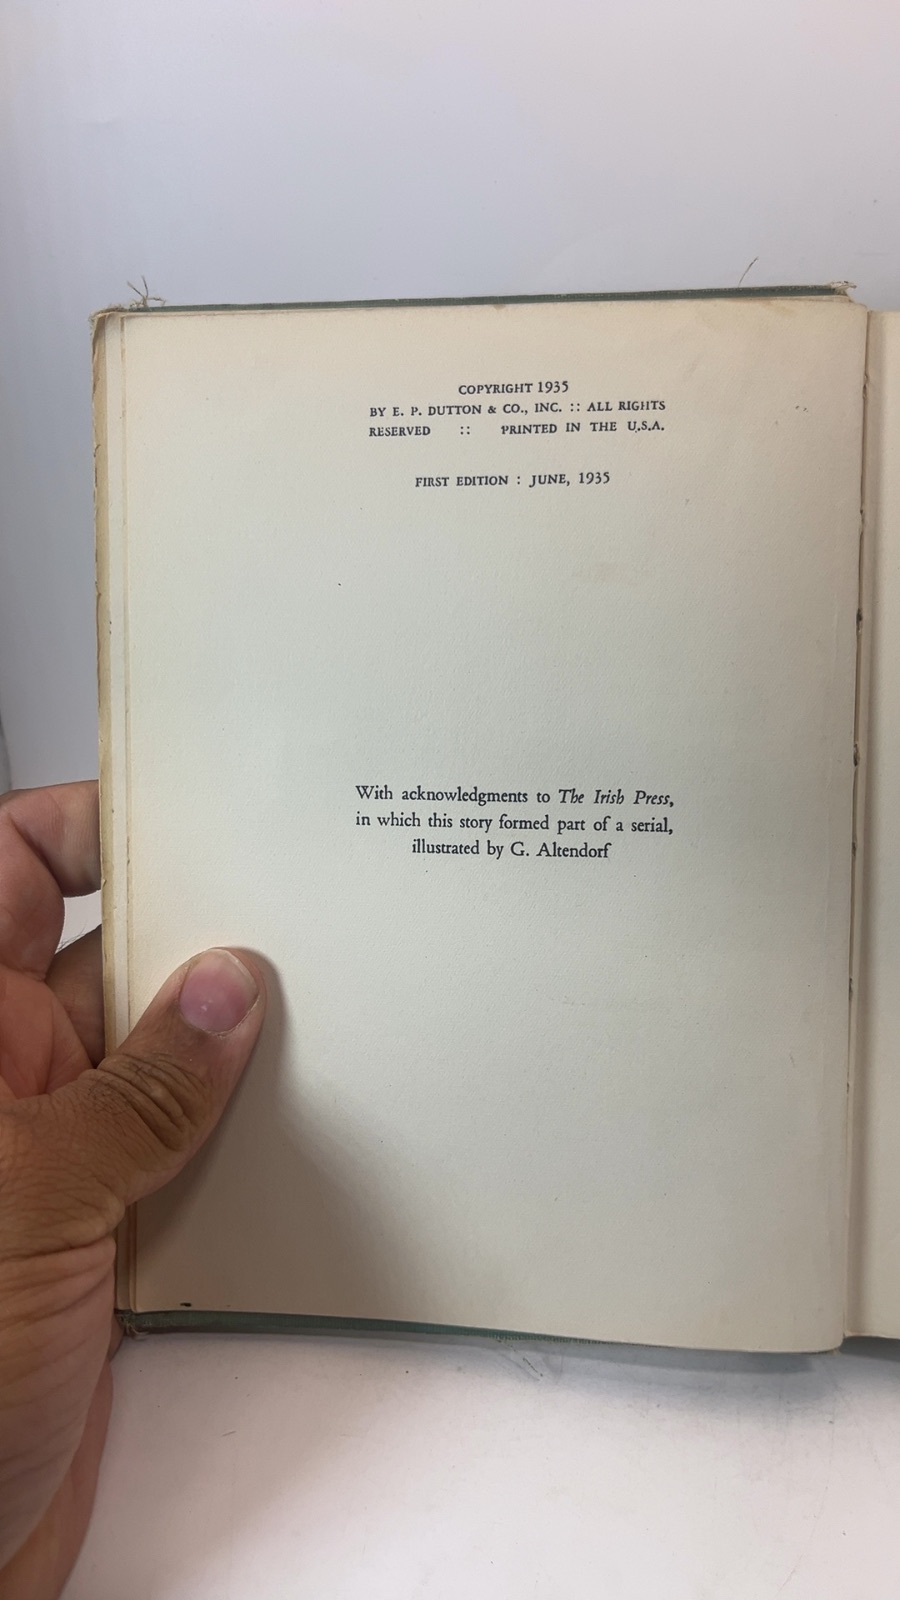 COPYRIGHT 1935
BY E. P. DUTTON & CO., INC. :: ALL RIGHTS
RESERVED :: PRINTED IN THE U.S.A.
FIRST EDITION : JUNE, 1935
With acknowledgments to The Irish Press,
in which this story formed part of a serial,
illustrated by G. Altendorf